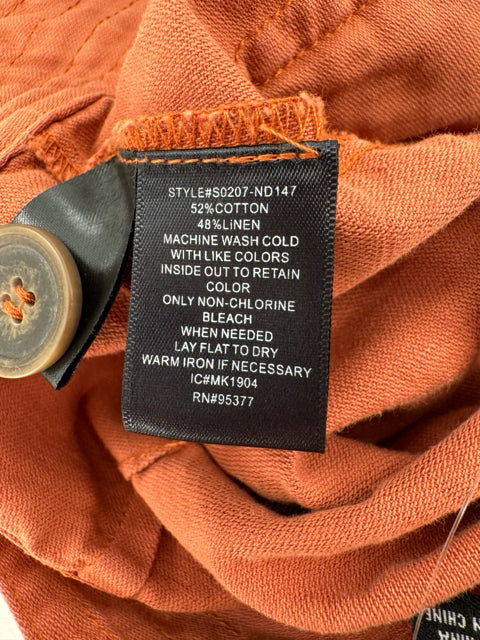 STYLE#S0207-ND147
52%COTTON
48%LiNEN
MACHINE WASH COLD
WITH LIKE COLORS
INSIDE OUT TO RETAIN
COLOR
ONLY NON-CHLORINE
BLEACH
WHEN NEEDED
LAY FLAT TO DRY
WARM IRON IF NECESSARY
IC#MK1904
RN#95377
CHINE